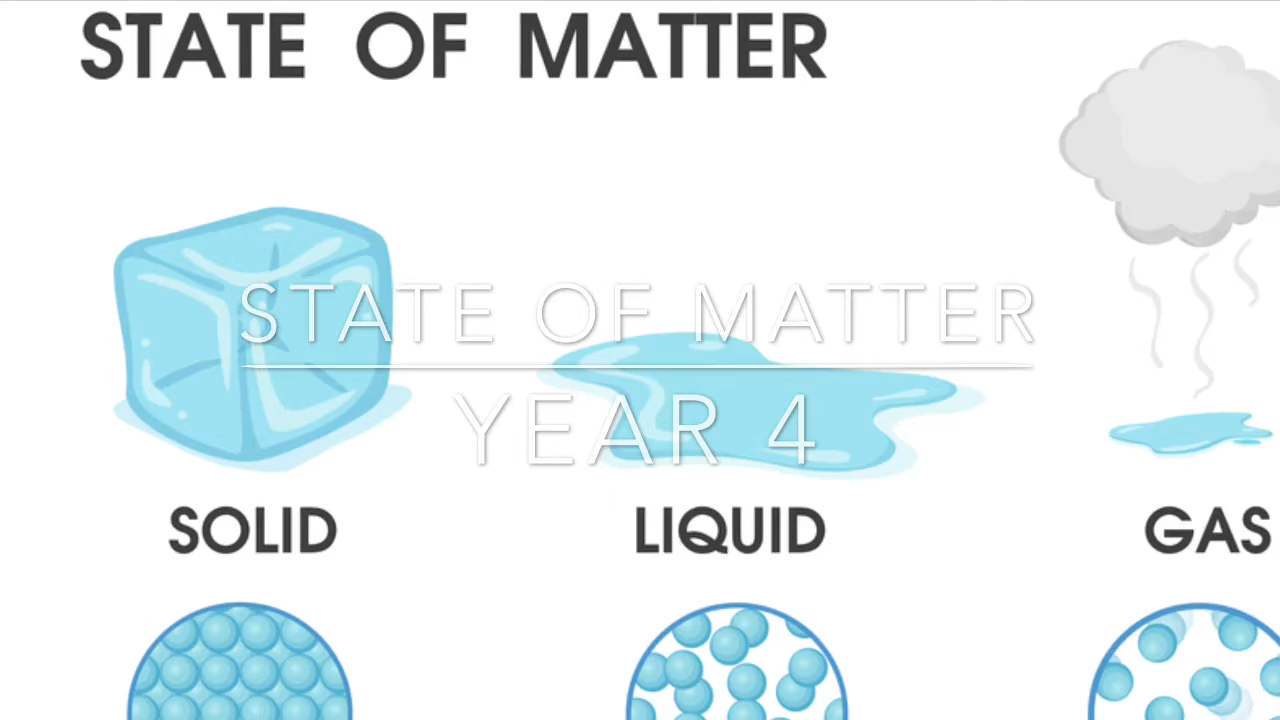 STATE OF MATTER
STATE OF MATTER
YEAR 4
SOLID
LIQUID
GAS